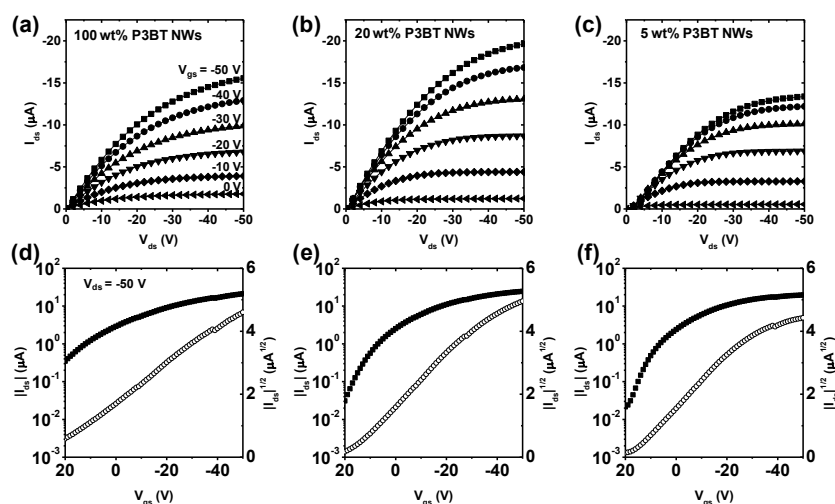 (a)
100 wt% P3BT NWs
V_gs = -50 V
-40 V
-30 V
-20 V
-10 V
0 V
-20
-15
-10
-5
0
I_ds (μA)
0 -10 -20 -30 -40 -50
V_ds (V)
(b)
20 wt% P3BT NWs
-20
-15
-10
-5
0
I_ds (μA)
0 -10 -20 -30 -40 -50
V_ds (V)
(c)
5 wt% P3BT NWs
-20
-15
-10
-5
0
I_ds (μA)
0 -10 -20 -30 -40 -50
V_ds (V)
(d)
V_ds = -50 V
10^2
10^1
10^0
10^-1
10^-2
10^-3
|I_ds| (μA)
6
4
2
0
|I_ds|^1/2 (μA^1/2)
20 0 -20 -40
V_gs (V)
(e)
10^2
10^1
10^0
10^-1
10^-2
10^-3
|I_ds| (μA)
6
4
2
0
|I_ds|^1/2 (μA^1/2)
20 0 -20 -40
V_gs (V)
(f)
10^2
10^1
10^0
10^-1
10^-2
10^-3
|I_ds| (μA)
6
4
2
0
|I_ds|^1/2 (μA^1/2)
20 0 -20 -40
V_gs (V)